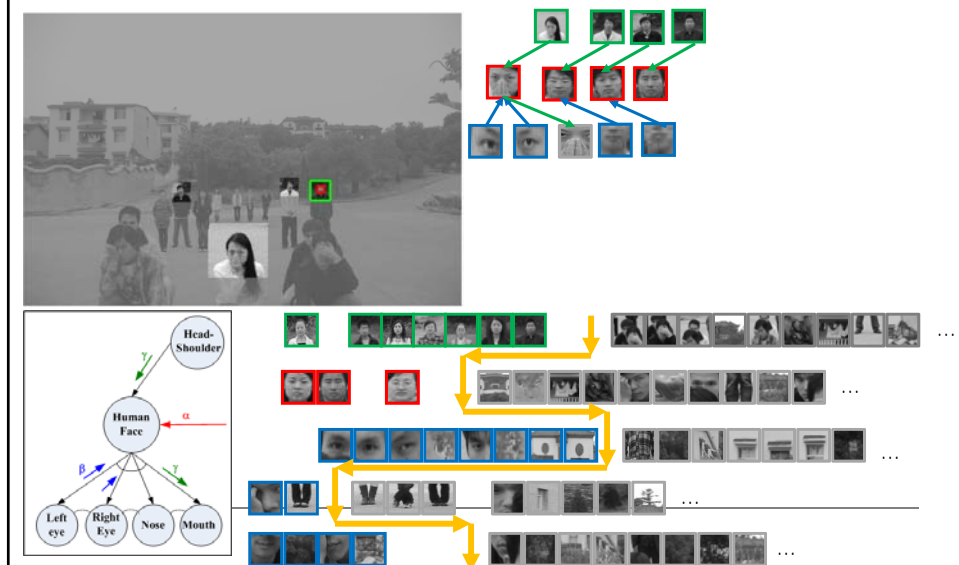 Head-
Shoulder
γ
Human
Face
α
β
γ
Left
eye
Right
Eye
Nose
Mouth
...
...
...
...
...